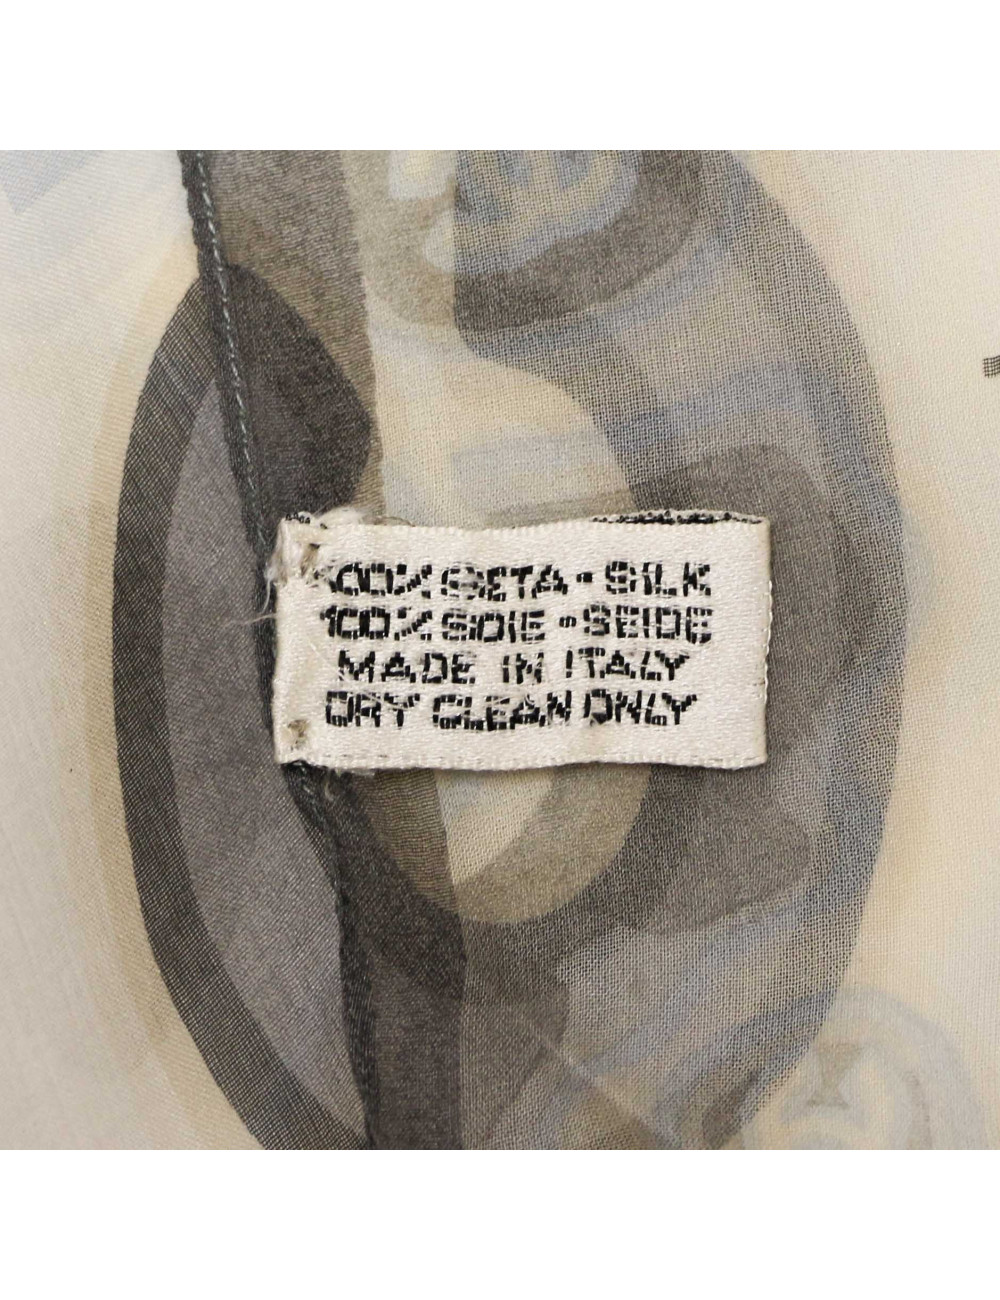 100% SETA - SILK
100% SOIE - SEIDE
MADE IN ITALY
DRY CLEAN ONLY